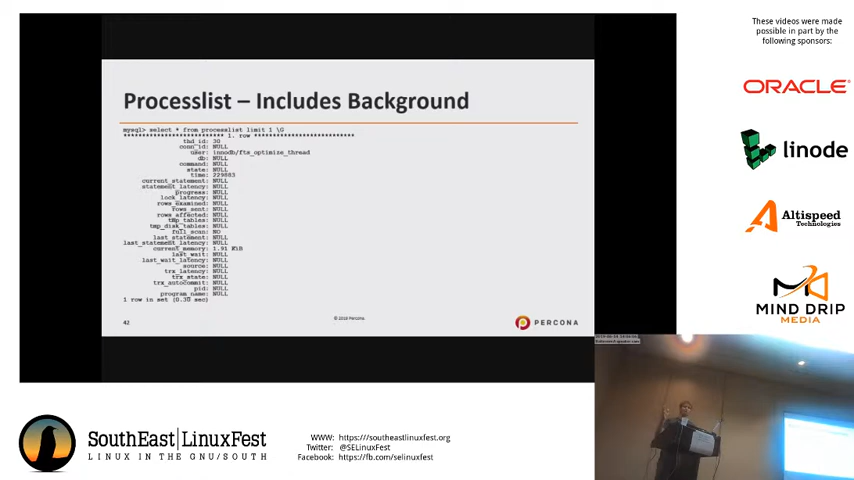 These videos were made
possible in part by the
following sponsors:
ORACLE
linode
Altispeed
Technologies
MIND DRIP
MEDIA
Processlist – Includes Background
mysql> select * from processlist limit 1 \G
*************************** 1. row ***************************
thd_id: 30
conn_id: NULL
user: innodb/fts_optimize_thread
db: NULL
command: NULL
state: NULL
time: 229883
current_statement: NULL
statement_latency: NULL
progress: NULL
lock_latency: NULL
rows_examined: NULL
rows_sent: NULL
rows_affected: NULL
tmp_tables: NULL
tmp_disk_tables: NULL
full_scan: NO
last_statement: NULL
last_statement_latency: NULL
current_memory: 1.91 KiB
last_wait: NULL
last_wait_latency: NULL
source: NULL
trx_latency: NULL
trx_state: NULL
trx_autocommit: NULL
pid: NULL
program_name: NULL
1 row in set (0.30 sec)
42
PERCONA
SouthEast|LinuxFest
LINUX IN THE GNU/SOUTH
WWW: https:///southeastlinuxfest.org
Twitter: @SELinuxFest
Facebook: https://fb.com/selinuxfest